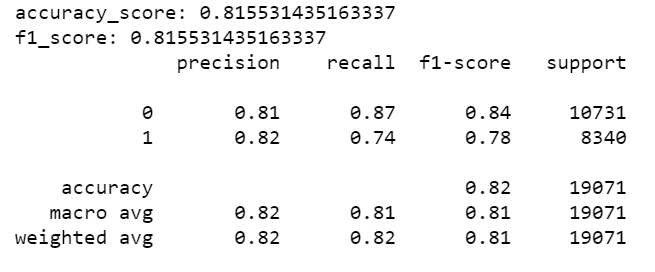 accuracy_score: 0.815531435163337
f1_score: 0.815531435163337
precision recall f1-score support
0 0.81 0.87 0.84 10731
1 0.82 0.74 0.78 8340
accuracy 0.82 19071
macro avg 0.82 0.81 0.81 19071
weighted avg 0.82 0.82 0.81 19071